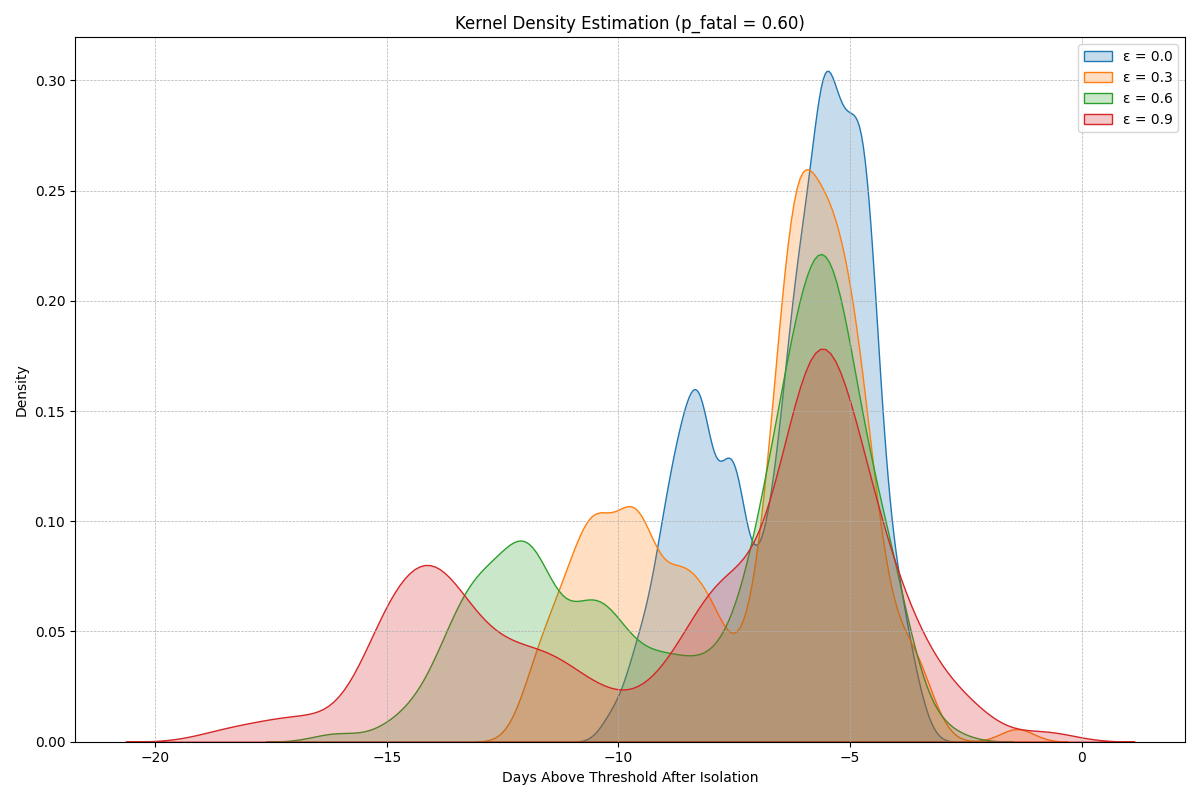 Kernel Density Estimation (p_fatal = 0.60)
ε = 0.0
ε = 0.3
ε = 0.6
ε = 0.9
0.30
0.25
0.20
0.15
0.10
0.05
0.00
Density
−20
−15
−10
−5
0
Days Above Threshold After Isolation